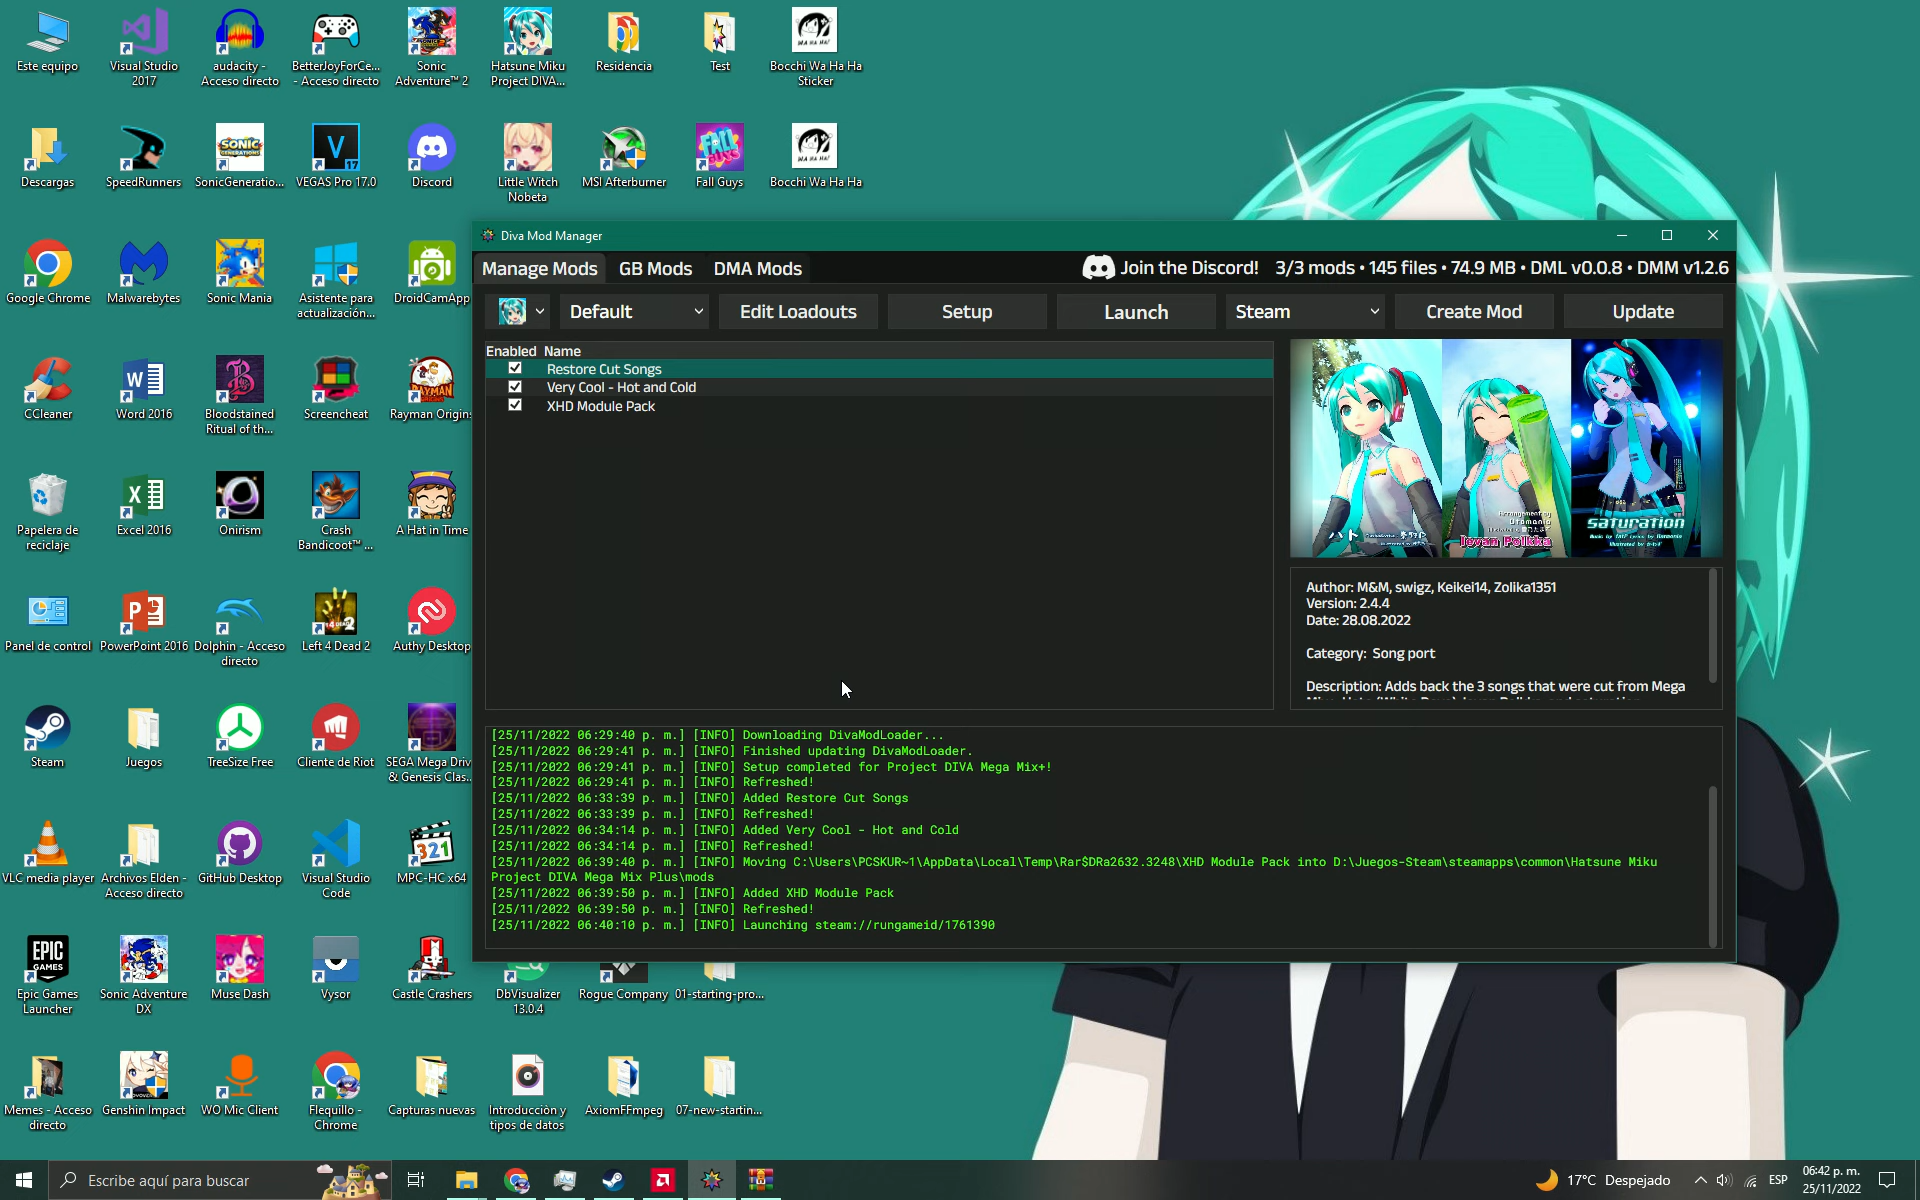 Este equipo
Visual Studio
2017
audacity -
Acceso directo
BetterJoyForCe...
- Acceso directo
Sonic
Adventure™ 2
Hatsune Miku
Project DIVA...
Residencia
Test
Bocchi Wa Ha Ha
Sticker
Descargas
SpeedRunners
SonicGeneratio...
VEGAS Pro 17.0
Discord
Little Witch
Nobeta
MSI Afterburner
Fall Guys
Bocchi Wa Ha Ha
Google Chrome
Malwarebytes
Sonic Mania
Asistente para
actualización...
DroidCamApp
CCleaner
Word 2016
Bloodstained
Ritual of th...
Screencheat
Rayman Origins
Papelera de
reciclaje
Excel 2016
Onirism
Crash
Bandicoot™ ...
A Hat in Time
Panel de control
PowerPoint 2016
Dolphin - Acceso
directo
Left 4 Dead 2
Authy Desktop
Steam
Juegos
TreeSize Free
Cliente de Riot
SEGA Mega Driv
& Genesis Clas...
VLC media player
Archivos Elden -
Acceso directo
GitHub Desktop
Visual Studio
Code
MPC-HC x64
Epic Games
Launcher
Sonic Adventure
DX
Muse Dash
Vysor
Castle Crashers
DbVisualizer
13.0.4
Rogue Company
01-starting-pro...
Memes - Acceso
directo
Genshin Impact
WO Mic Client
Flequillo -
Chrome
Capturas nuevas
Introducción y
tipos de datos
AxiomFFmpeg
07-new-startin...
Diva Mod Manager
Manage Mods
GB Mods
DMA Mods
Join the Discord!
3/3 mods • 145 files • 74.9 MB • DML v0.0.8 • DMM v1.2.6
Default
Edit Loadouts
Setup
Launch
Steam
Create Mod
Update
Enabled Name
Restore Cut Songs
Very Cool - Hot and Cold
XHD Module Pack
ハト
Ievan Polkka
saturation
Author: M&M, swigz, Keikei14, Zolika1351
Version: 2.4.4
Date: 28.08.2022
Category: Song port
Description: Adds back the 3 songs that were cut from Mega
[25/11/2022 06:29:40 p. m.] [INFO] Downloading DivaModLoader...
[25/11/2022 06:29:41 p. m.] [INFO] Finished updating DivaModLoader.
[25/11/2022 06:29:41 p. m.] [INFO] Setup completed for Project DIVA Mega Mix+!
[25/11/2022 06:29:41 p. m.] [INFO] Refreshed!
[25/11/2022 06:33:39 p. m.] [INFO] Added Restore Cut Songs
[25/11/2022 06:33:39 p. m.] [INFO] Refreshed!
[25/11/2022 06:34:14 p. m.] [INFO] Added Very Cool - Hot and Cold
[25/11/2022 06:34:14 p. m.] [INFO] Refreshed!
[25/11/2022 06:39:40 p. m.] [INFO] Moving C:\Users\PCSKUR~1\AppData\Local\Temp\Rar$DRa2632.3248\XHD Module Pack into D:\Juegos-Steam\steamapps\common\Hatsune Miku
Project DIVA Mega Mix Plus\mods
[25/11/2022 06:39:50 p. m.] [INFO] Added XHD Module Pack
[25/11/2022 06:39:50 p. m.] [INFO] Refreshed!
[25/11/2022 06:40:10 p. m.] [INFO] Launching steam://rungameid/1761390
Escribe aquí para buscar
17°C Despejado
ESP
06:42 p. m.
25/11/2022